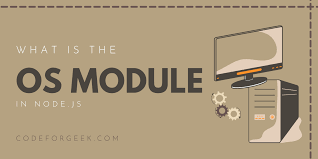 WHAT IS THE
OS MODULE
IN NODE.JS
CODEFORGEEK.COM